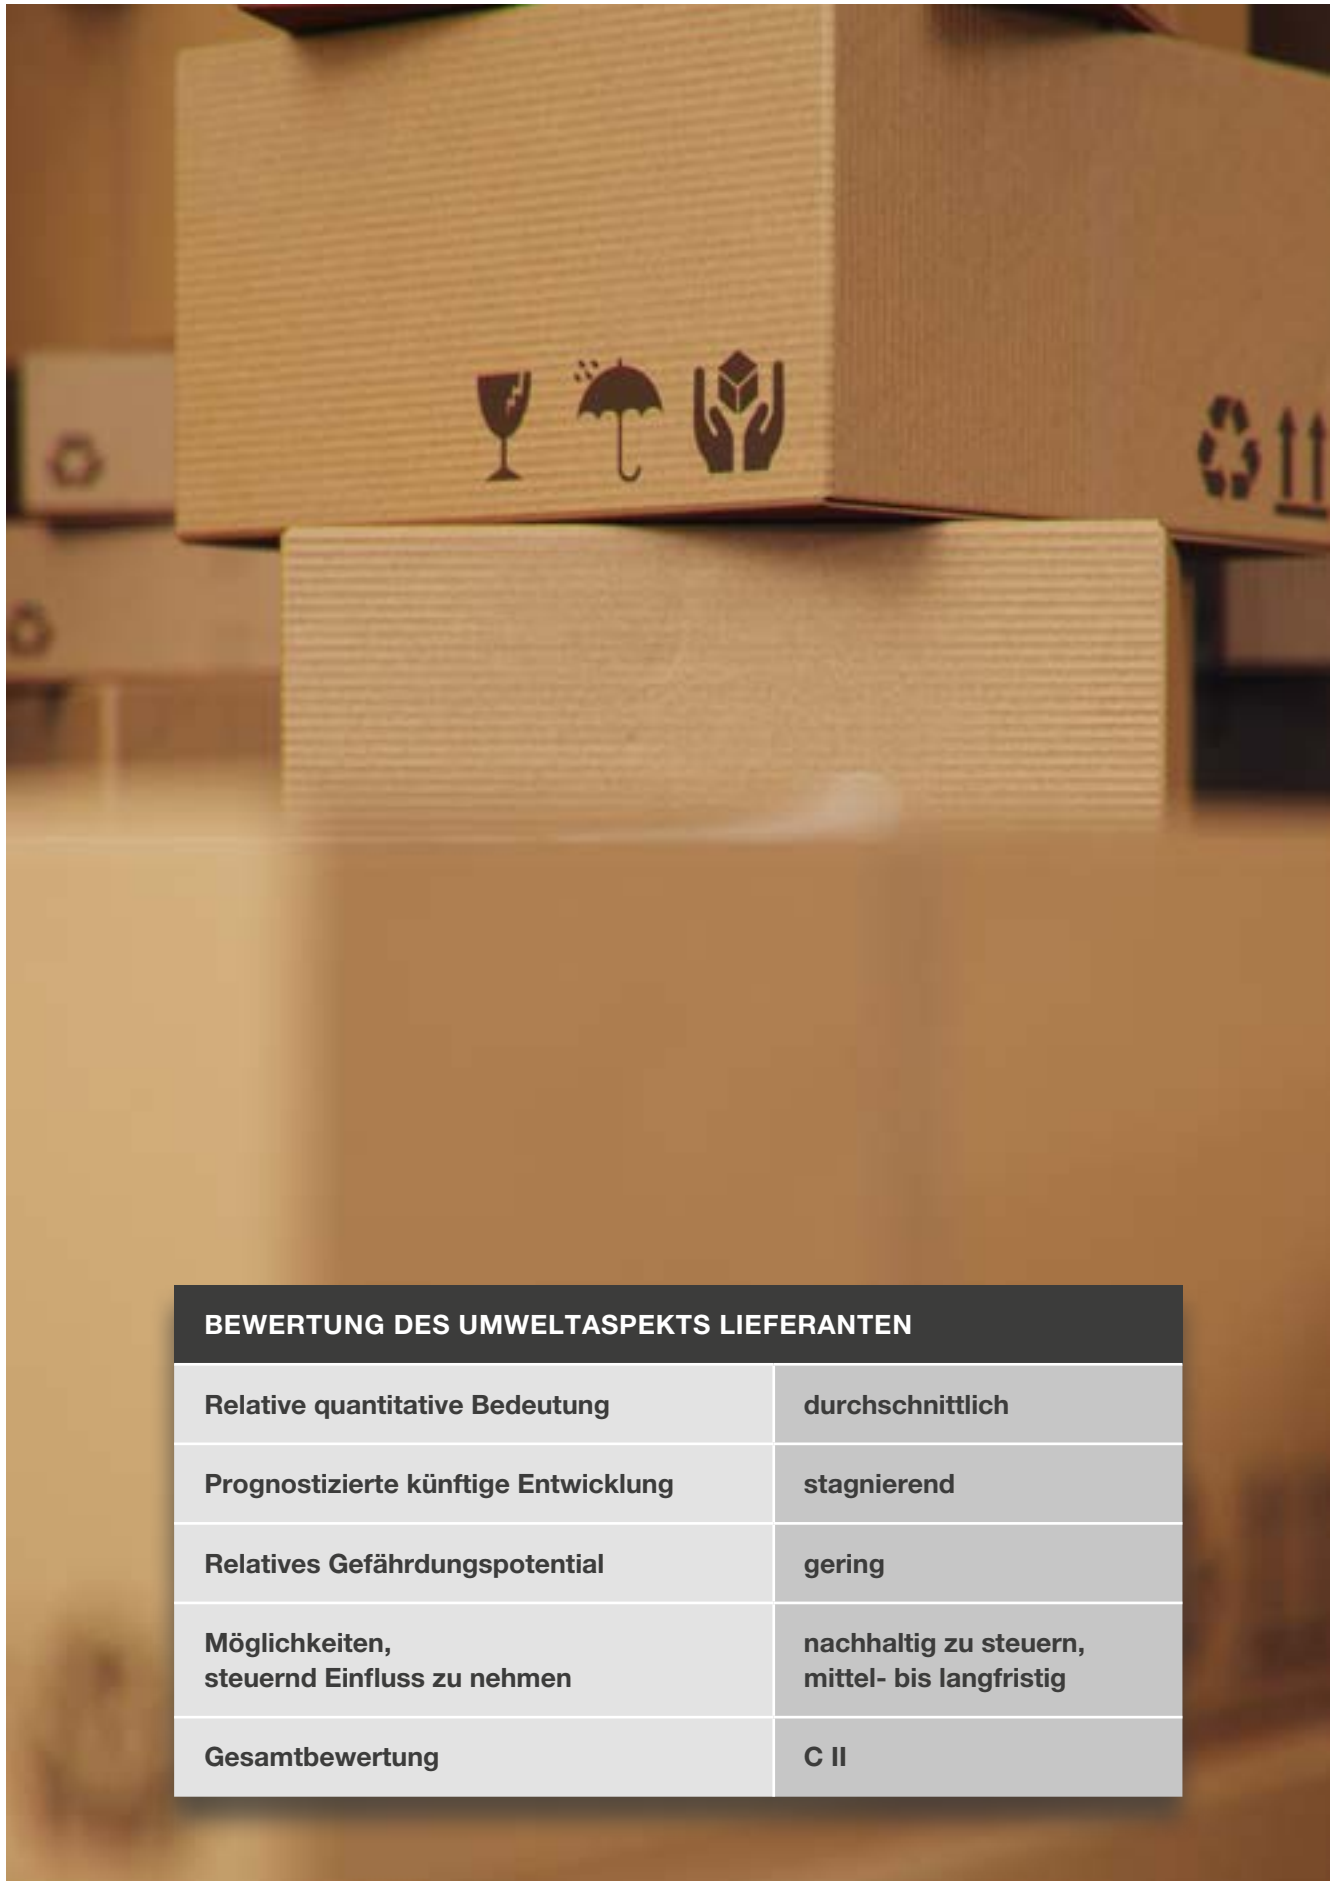 BEWERTUNG DES UMWELTASPEKTS LIEFERANTEN
Relative quantitative Bedeutung durchschnittlich
Prognostizierte künftige Entwicklung stagnierend
Relatives Gefährdungspotential gering
Möglichkeiten, nachhaltig zu steuern,
steuernd Einfluss zu nehmen mittel- bis langfristig
Gesamtbewertung C II